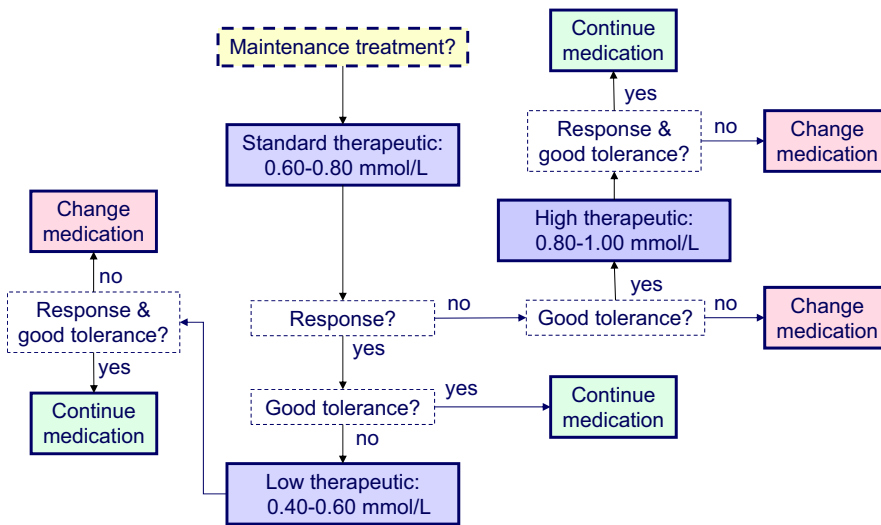 Maintenance treatment?
Continue
medication
yes
Response &
good tolerance?
no
Change
medication
Standard therapeutic:
0.60-0.80 mmol/L
High therapeutic:
0.80-1.00 mmol/L
Change
medication
no
Response &
good tolerance?
yes
Continue
medication
Response?
no
yes
Good tolerance?
no
Change
medication
yes
Good tolerance?
yes
Continue
medication
no
Low therapeutic:
0.40-0.60 mmol/L